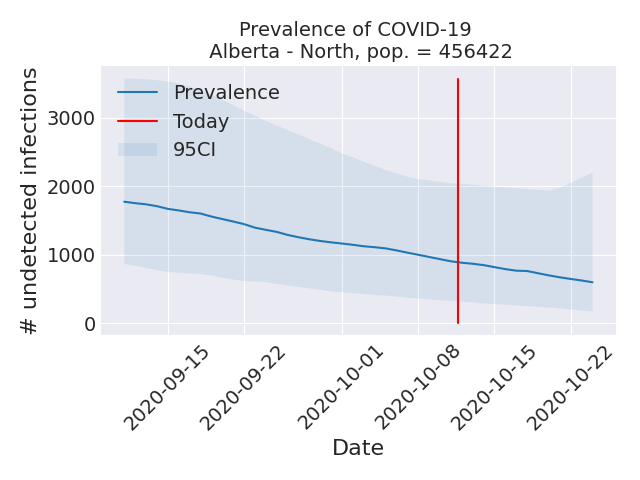 Prevalence of COVID-19
Alberta - North, pop. = 456422
# undetected infections
3000
2000
1000
0
Prevalence
Today
95CI
2020-09-15
2020-09-22
2020-10-01
2020-10-08
2020-10-15
2020-10-22
Date